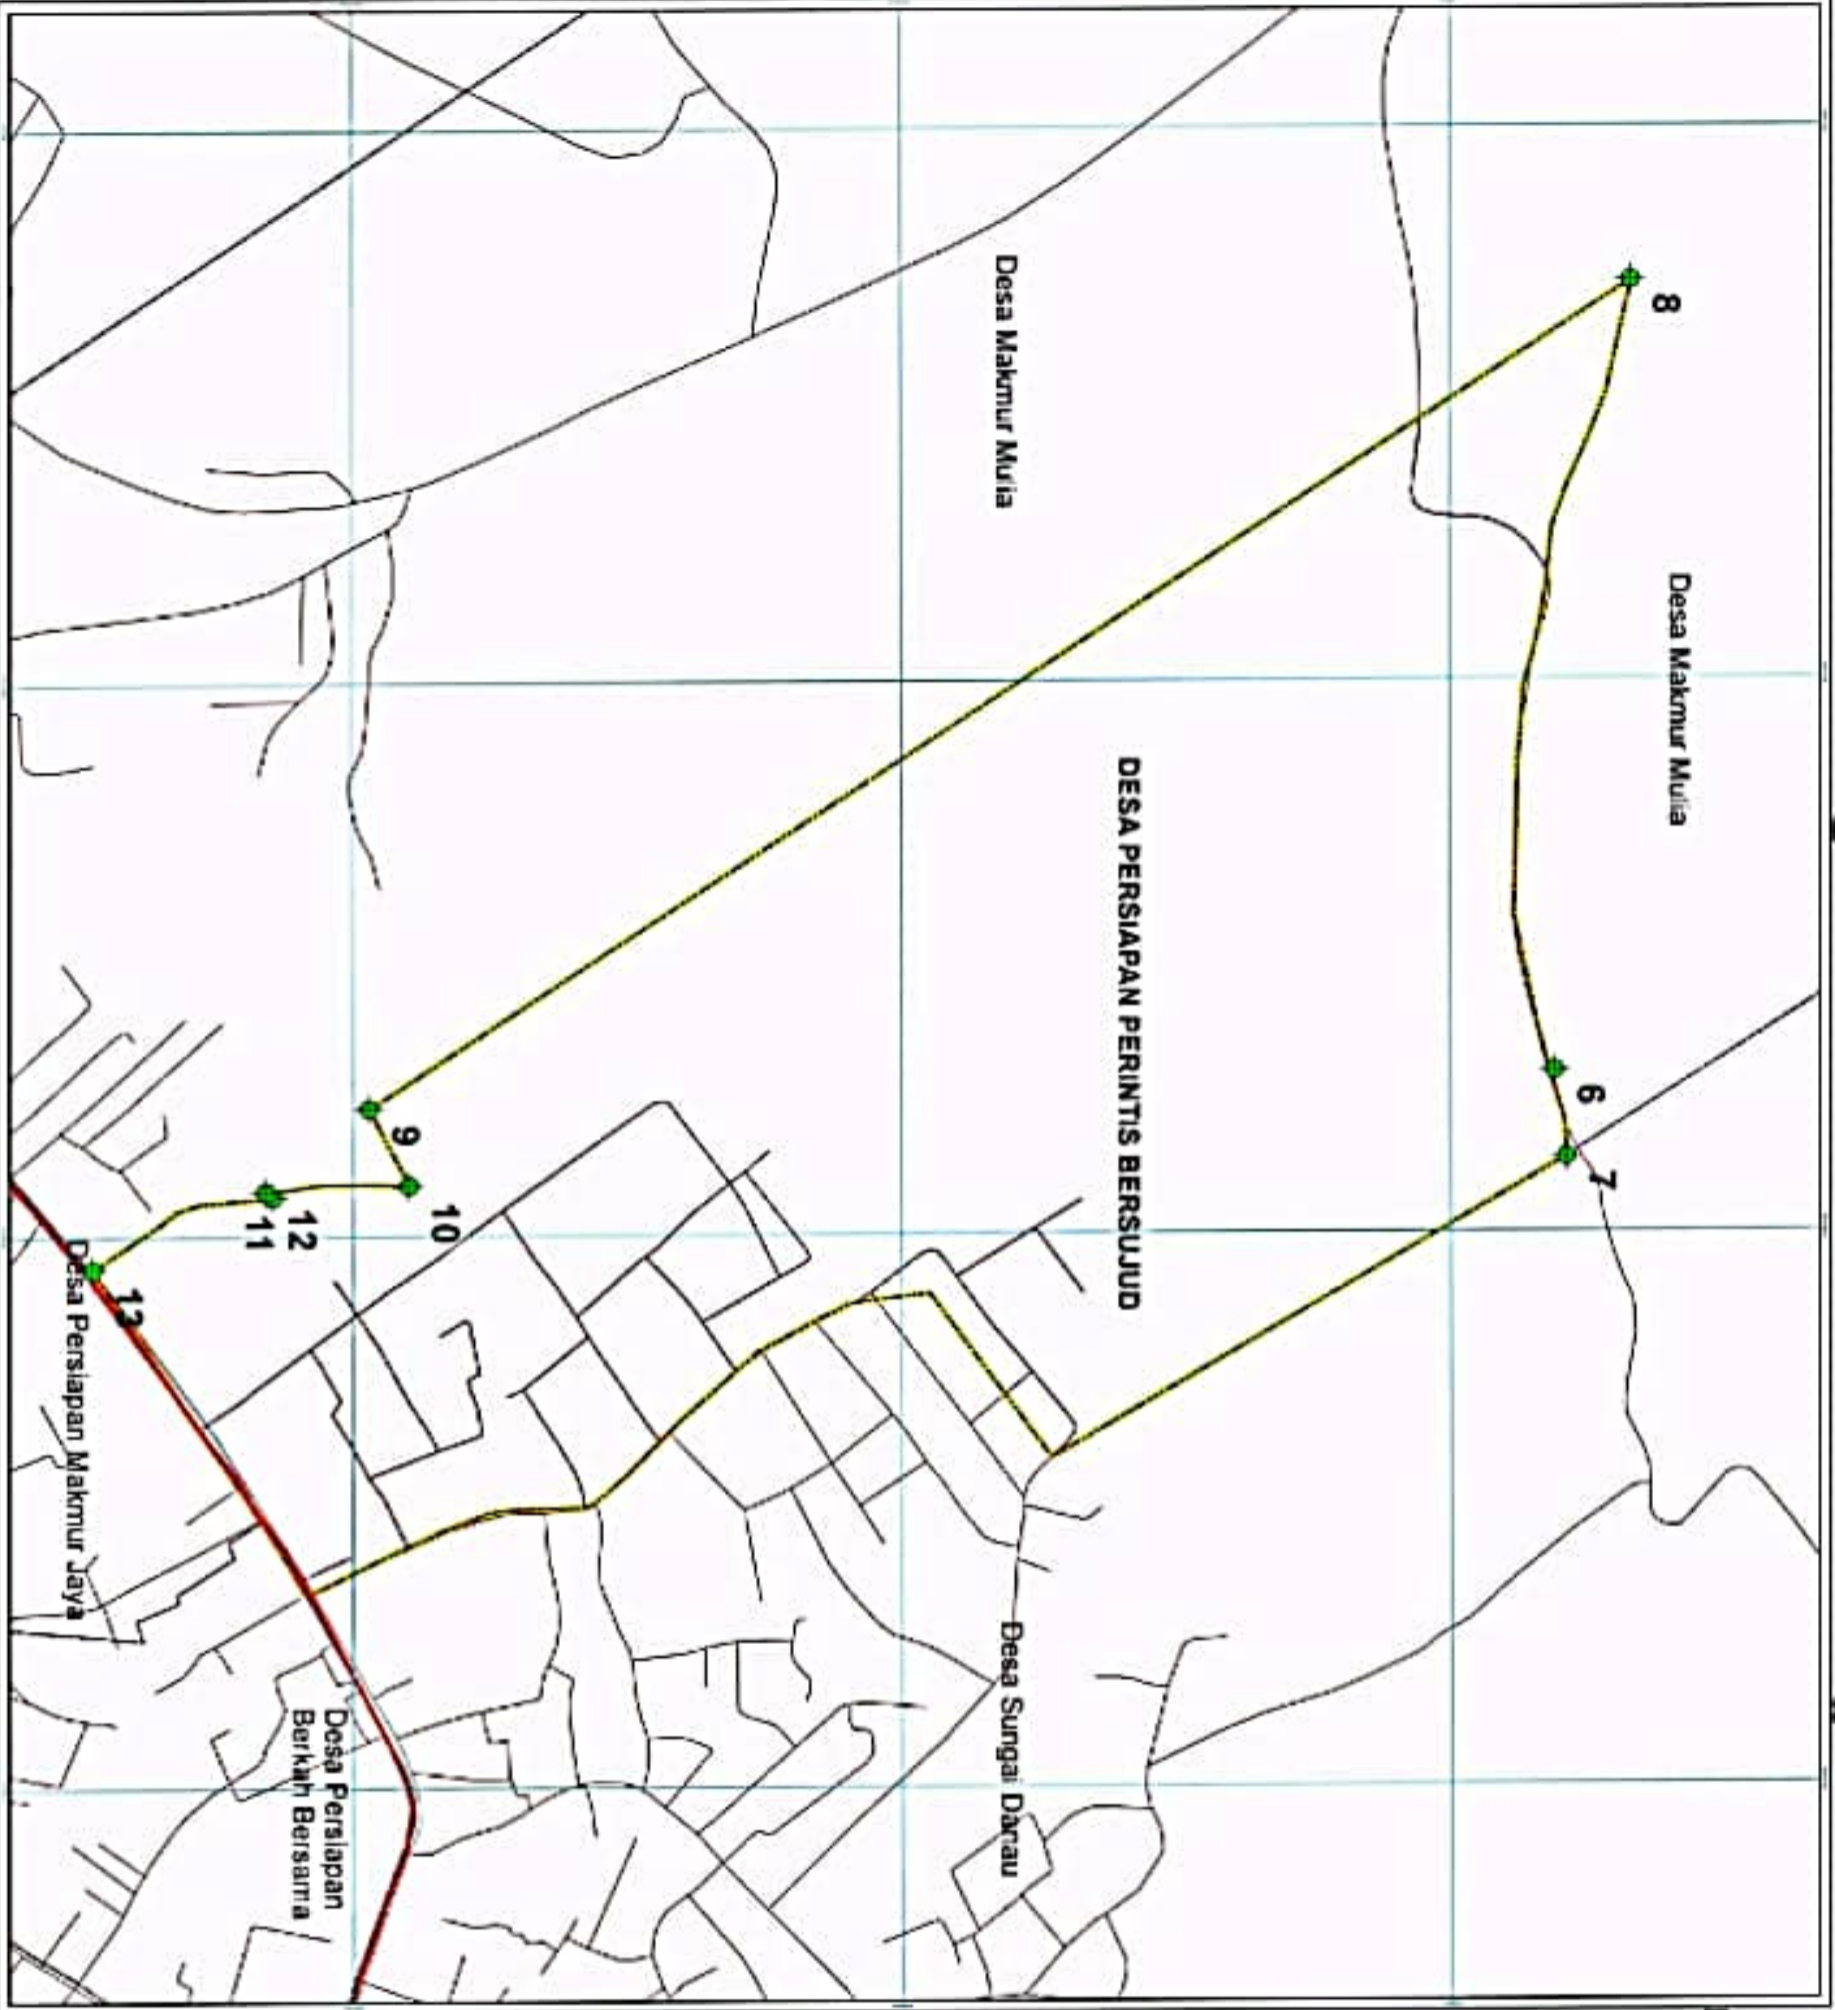 8
Desa Makmur Mulia
Desa Makmur Mulia
DESA PERSIAPAN PERINTIS BERSUJUD
6
7
9
10
12
11
13
Desa Persiapan Makmur Jaya
Desa Sungai Danau
Desa Persiapan
Berkah Bersama